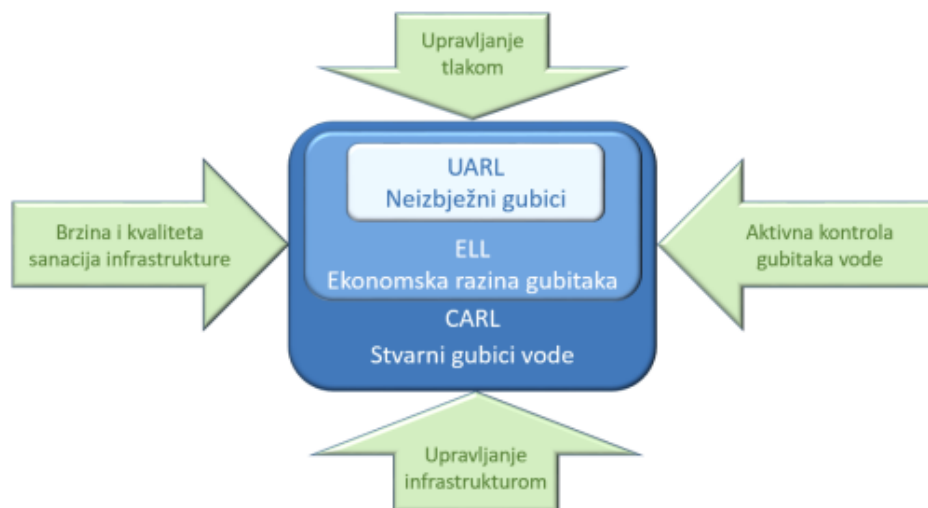 Upravljanje
tlakom
UARL
Neizbježni gubici
Brzina i kvaliteta
sanacija infrastrukture
ELL
Ekonomska razina gubitaka
Aktivna kontrola
gubitaka vode
CARL
Stvarni gubici vode
Upravljanje
infrastrukturom